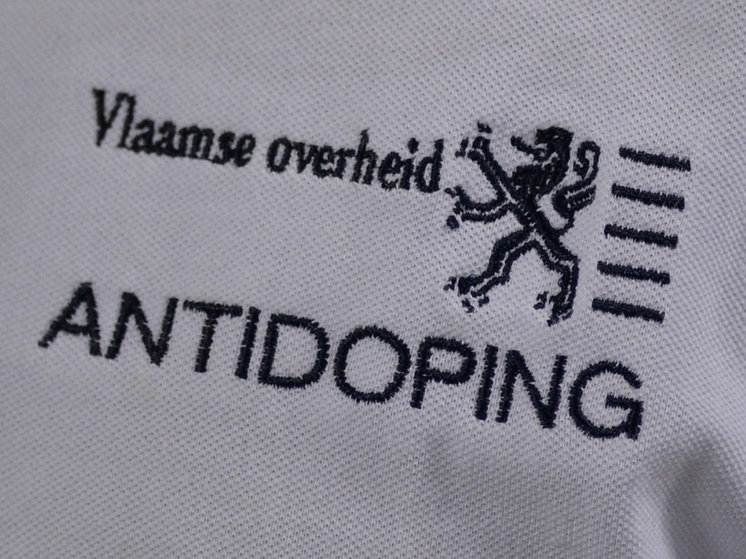 Vlaamse overheid
ANTIDOPING